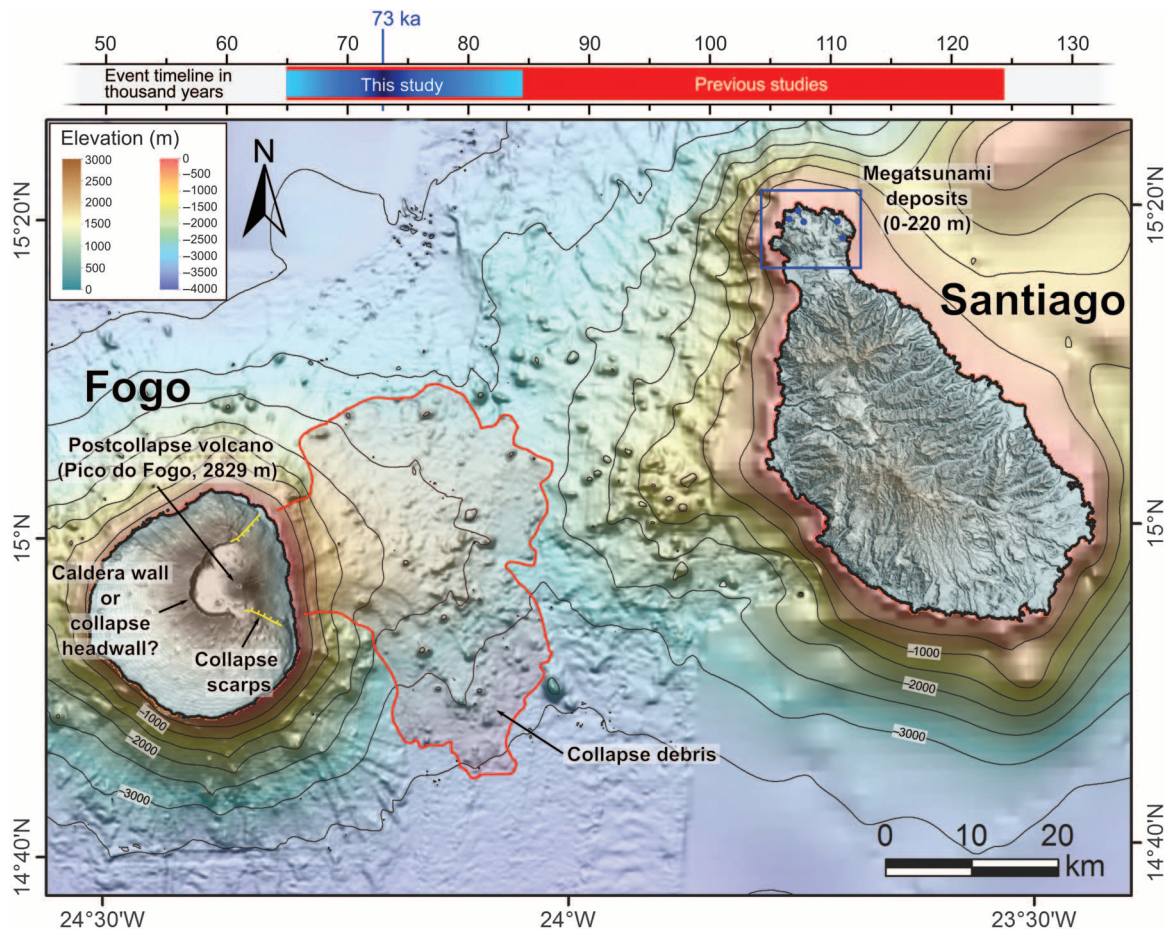 73 ka
50 60 70 80 90 100 110 120 130
Event timeline in
thousand years
This study
Previous studies
Elevation (m)
3000
2500
2000
1500
1000
500
0
0
−500
−1000
−1500
−2000
−2500
−3000
−3500
−4000
N
Megatsunami
deposits
(0-220 m)
Santiago
Fogo
Postcollapse volcano
(Pico do Fogo, 2829 m)
Caldera wall
or
collapse
headwall?
Collapse
scarps
Collapse debris
−1000
−2000
−3000
−1000
−2000
−3000
0 10 20
km
15°20'N
15°N
14°40'N
15°20'N
15°N
14°40'N
24°30'W
24°W
23°30'W